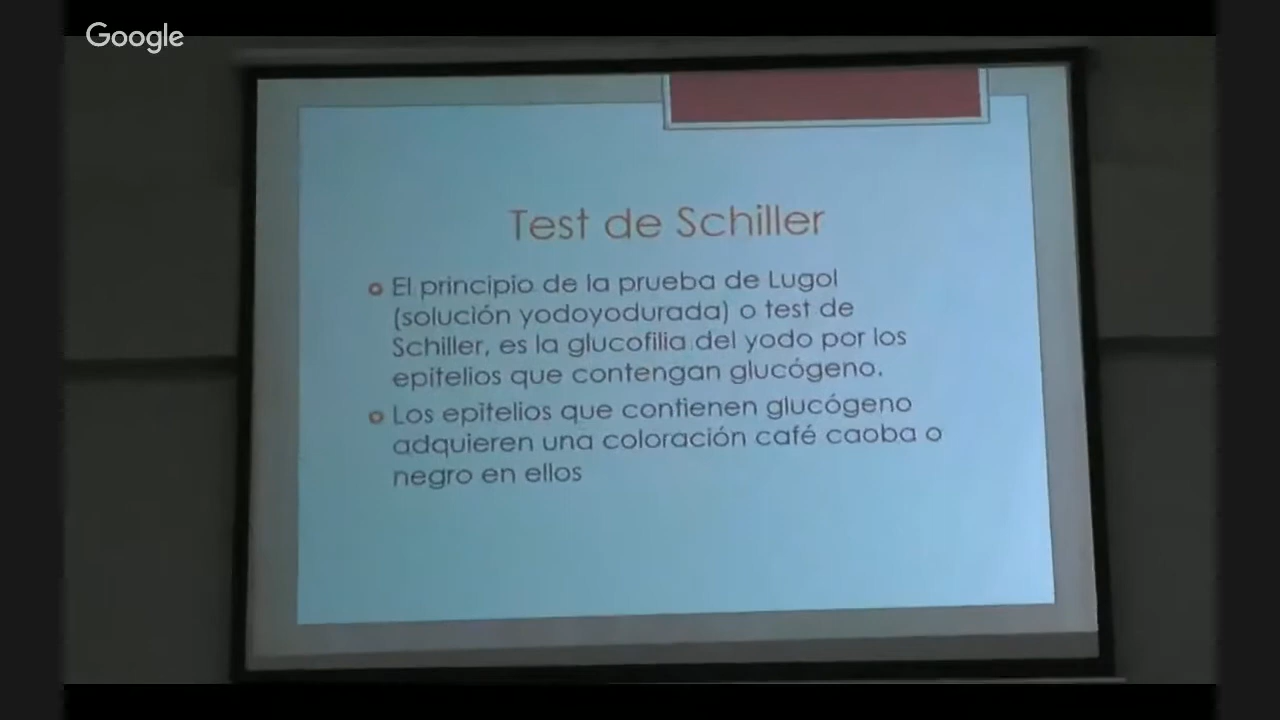 Google
Test de Schiller
El principio de la prueba de Lugol
(solución yodoyodurada) o test de
Schiller, es la glucofilia del yodo por los
epitelios que contengan glucógeno.
Los epitelios que contienen glucógeno
adquieren una coloración café caoba o
negro en ellos